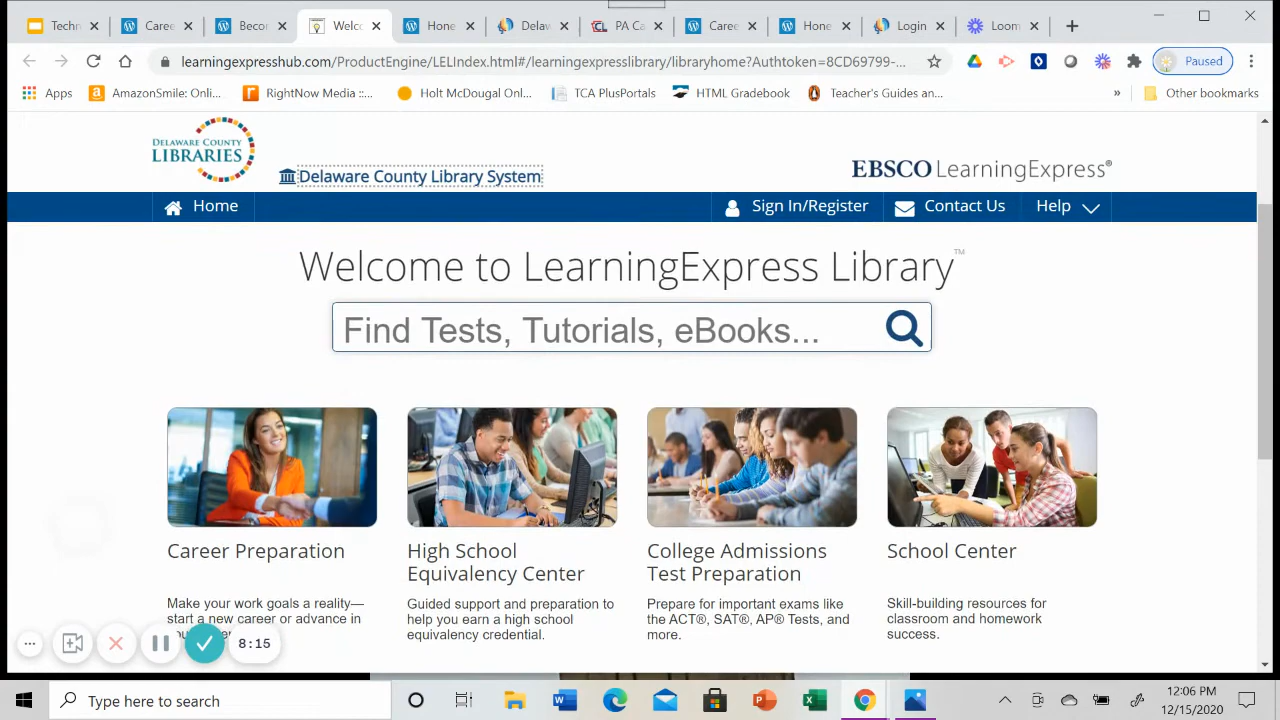 Techn
Caree
Becor
Welco
Hone
Delaw
PA Ca
Career
Hone
Login
Loom
learningexpresshub.com/ProductEngine/LELIndex.html#/learningexpresslibrary/libraryhome?Authtoken=8CD69799-...
Paused
Apps
AmazonSmile: Onli...
RightNow Media ::...
Holt McDougal Onl...
TCA PlusPortals
HTML Gradebook
Teacher's Guides an...
»
Other bookmarks
DELAWARE COUNTY
LIBRARIES
Delaware County Library System
EBSCO LearningExpress®
Home
Sign In/Register
Contact Us
Help
Welcome to LearningExpress Library™
Find Tests, Tutorials, eBooks...
Career Preparation
Make your work goals a reality—
start a new career or advance in
High School
Equivalency Center
Guided support and preparation to
help you earn a high school
equivalency credential.
College Admissions
Test Preparation
Prepare for important exams like
the ACT®, SAT®, AP® Tests, and
more.
School Center
Skill-building resources for
classroom and homework
success.
8:15
Type here to search
12:06 PM
12/15/2020